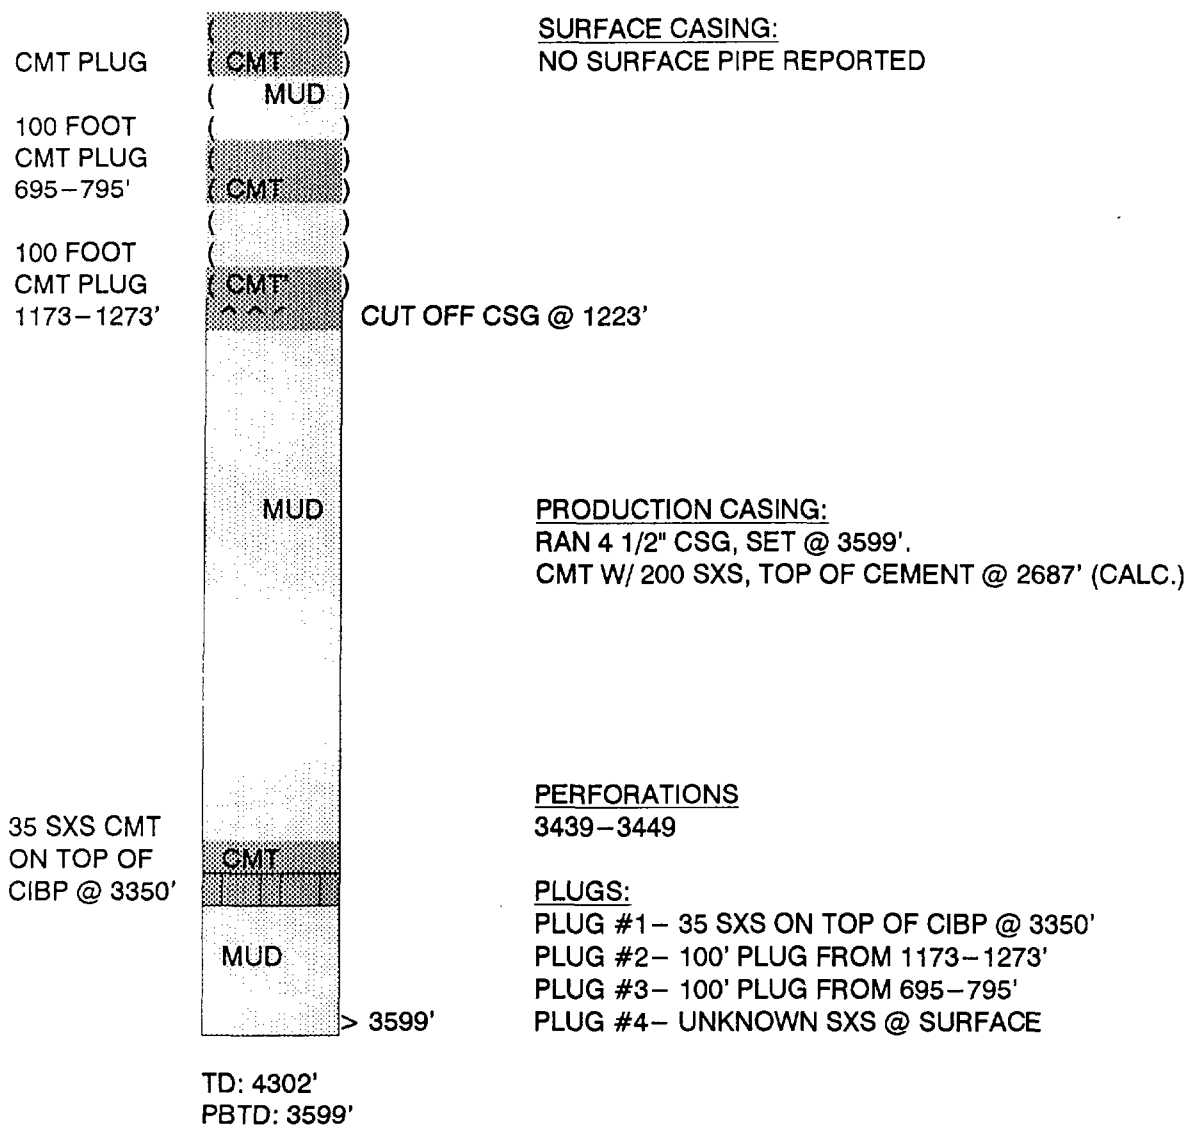 SURFACE CASING:
NO SURFACE PIPE REPORTED
CMT PLUG
CMT
MUD
100 FOOT
CMT PLUG
695-795'
CMT
100 FOOT
CMT PLUG
1173-1273'
CMT
CUT OFF CSG @ 1223'
MUD
PRODUCTION CASING:
RAN 4 1/2" CSG, SET @ 3599'.
CMT W/ 200 SXS, TOP OF CEMENT @ 2687' (CALC.)
PERFORATIONS
3439-3449
35 SXS CMT
ON TOP OF
CIBP @ 3350'
CMT
MUD
PLUGS:
PLUG #1- 35 SXS ON TOP OF CIBP @ 3350'
PLUG #2- 100' PLUG FROM 1173-1273'
PLUG #3- 100' PLUG FROM 695-795'
PLUG #4- UNKNOWN SXS @ SURFACE
> 3599'
TD: 4302'
PBTD: 3599'